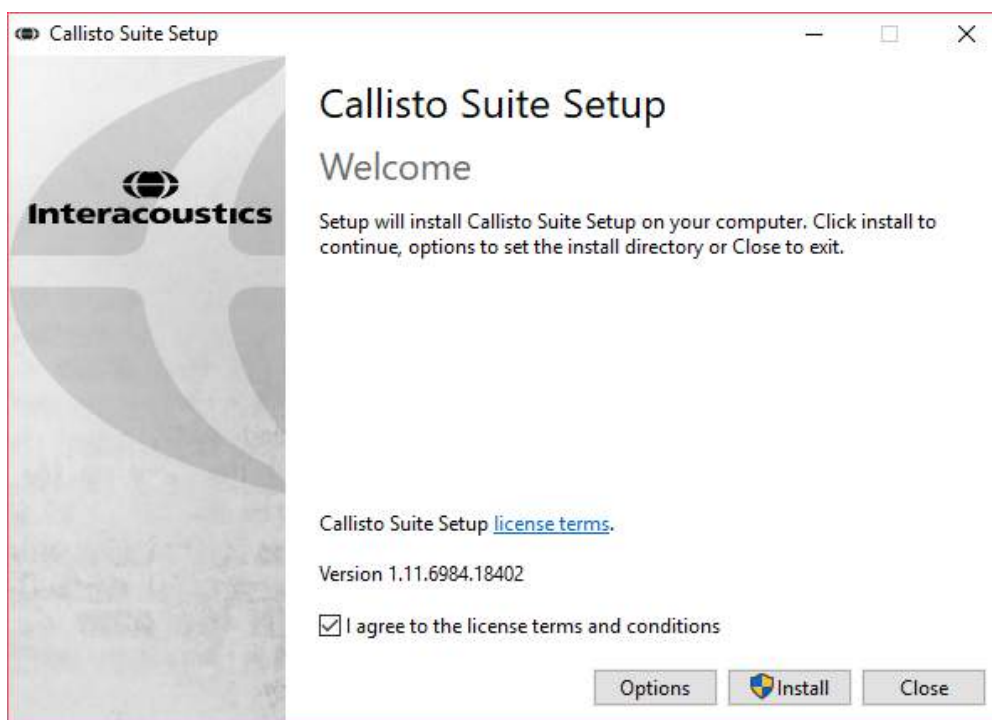 Callisto Suite Setup
Callisto Suite Setup
Welcome
Interacoustics
Setup will install Callisto Suite Setup on your computer. Click install to
continue, options to set the install directory or Close to exit.
Callisto Suite Setup license terms.
Version 1.11.6984.18402
I agree to the license terms and conditions
Options
Install
Close